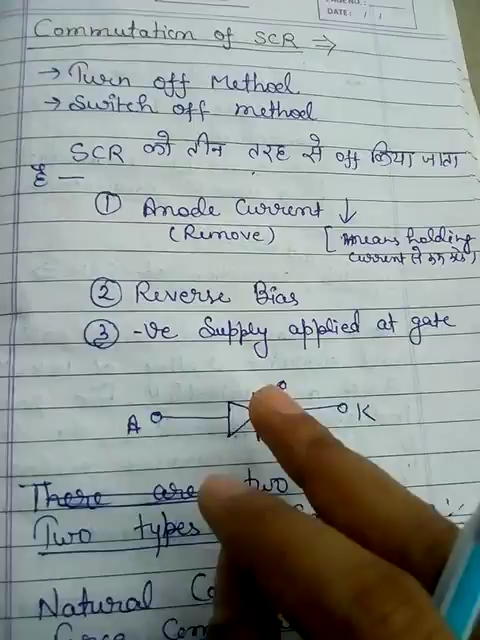 DATE: / /
Commutation of SCR ⇒
→ Turn off Method
→ Switch off method
SCR को तीन तरह से off किया जाता
है —
① Anode Current ↓
(Remove) [means holding
current से कम
② Reverse Bias
③ -ve Supply applied at gate
A K
There are two
Two types
Natural